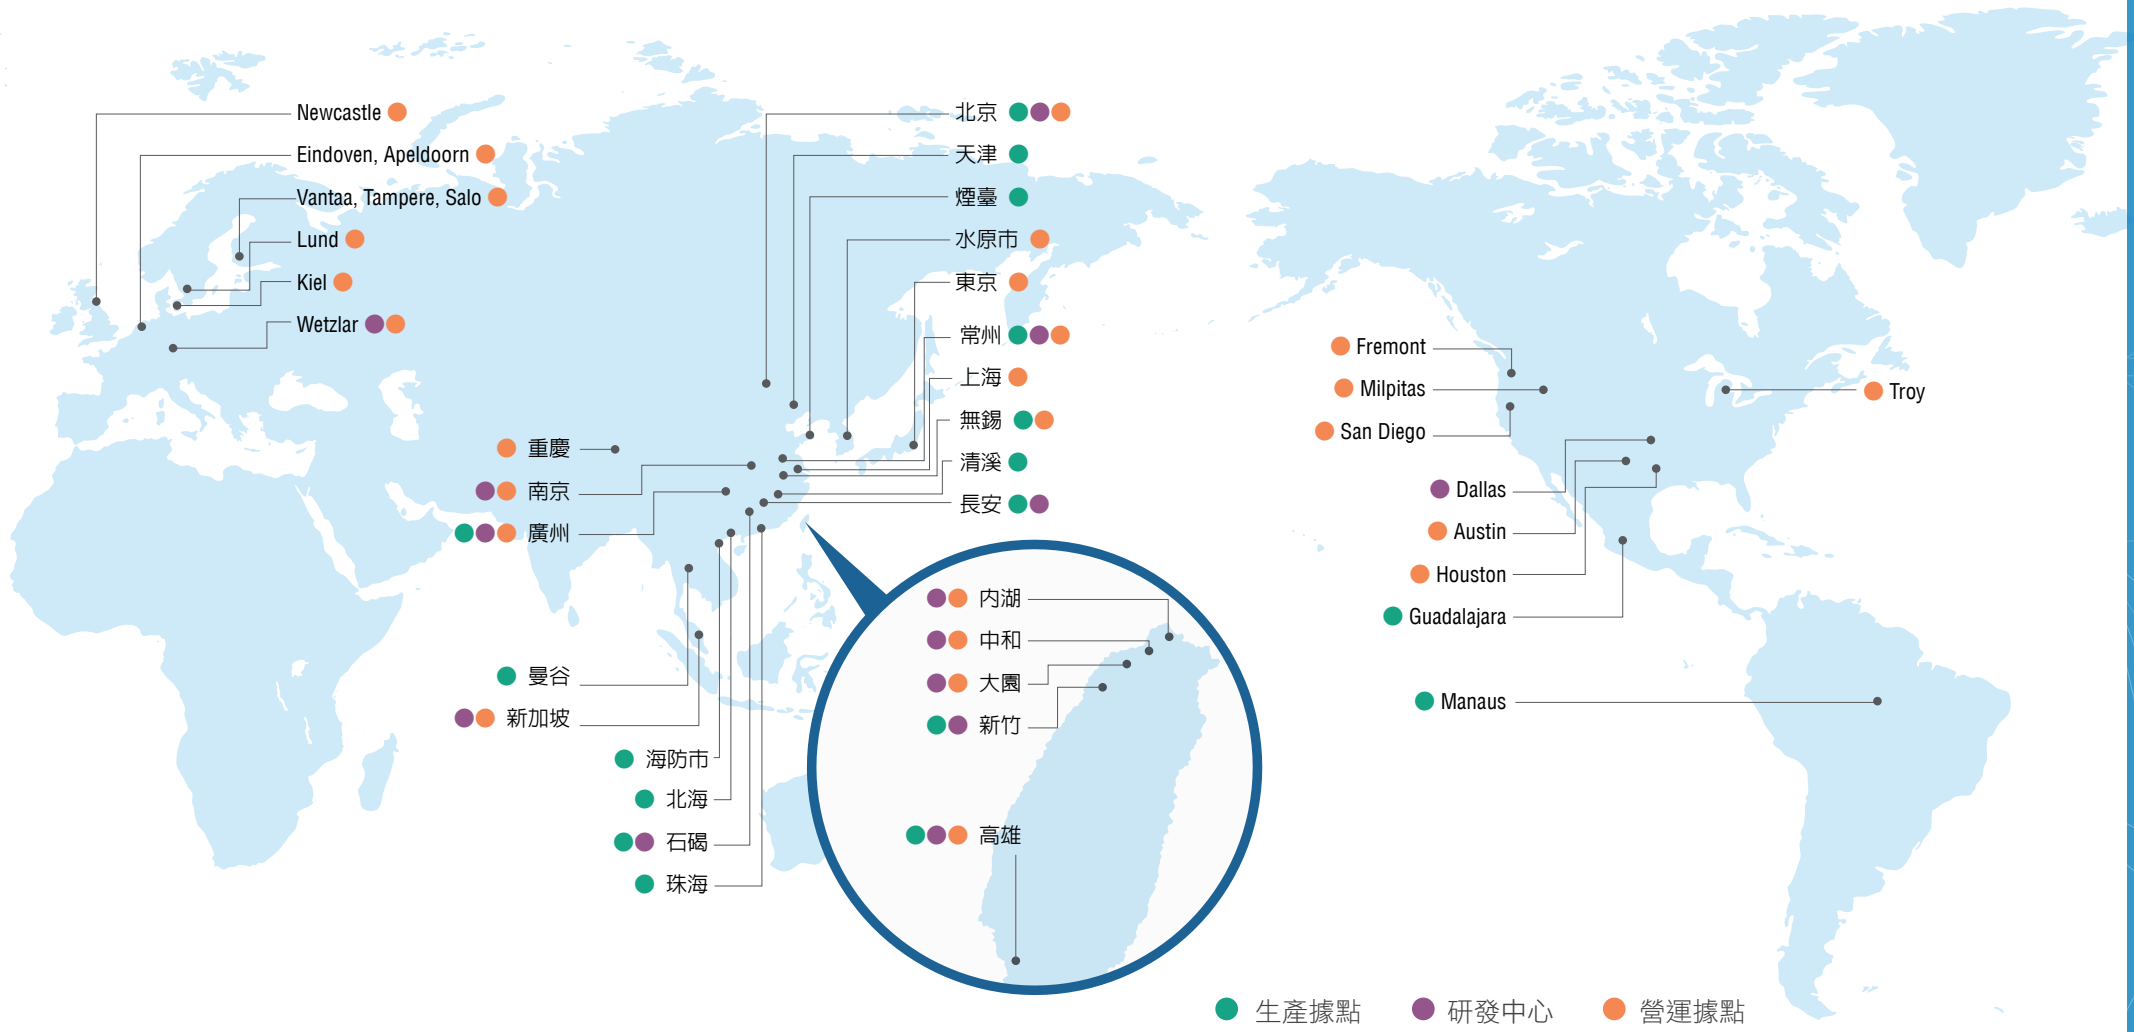 Newcastle
Eindoven, Apeldoorn
Vantaa, Tampere, Salo
Lund
Kiel
Wetzlar
北京
天津
煙臺
水原市
東京
常州
上海
無錫
清溪
長安
重慶
南京
廣州
曼谷
新加坡
海防市
北海
石碣
珠海
内湖
中和
大園
新竹
高雄
Fremont
Milpitas
San Diego
Troy
Dallas
Austin
Houston
Guadalajara
Manaus
生產據點 研發中心 營運據點